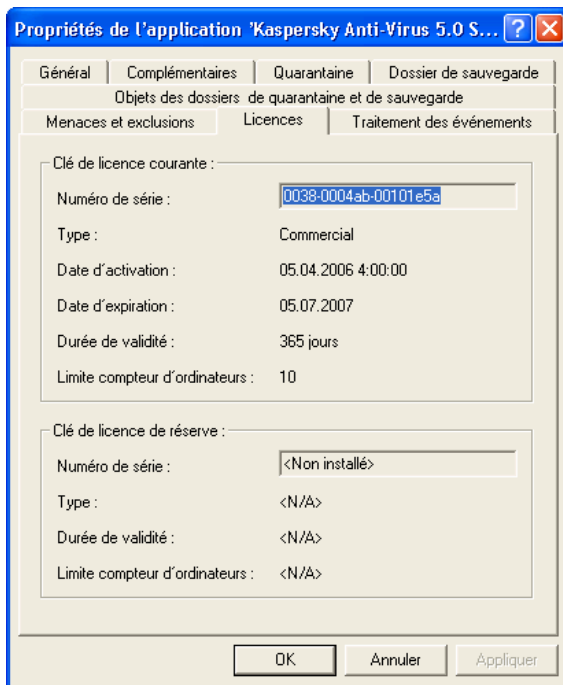 Propriétés de l'application 'Kaspersky Anti-Virus 5.0 S...
Général Complémentaires Quarantaine Dossier de sauvegarde
Objets des dossiers de quarantaine et de sauvegarde
Menaces et exclusions Licences Traitement des événements
Clé de licence courante :
Numéro de série : 0038-0004ab-00101e5a
Type : Commercial
Date d'activation : 05.04.2006 4:00:00
Date d'expiration : 05.07.2007
Durée de validité : 365 jours
Limite compteur d'ordinateurs : 10
Clé de licence de réserve :
Numéro de série : <Non installé>
Type : <N/A>
Durée de validité : <N/A>
Limite compteur d'ordinateurs : <N/A>
OK Annuler Appliquer